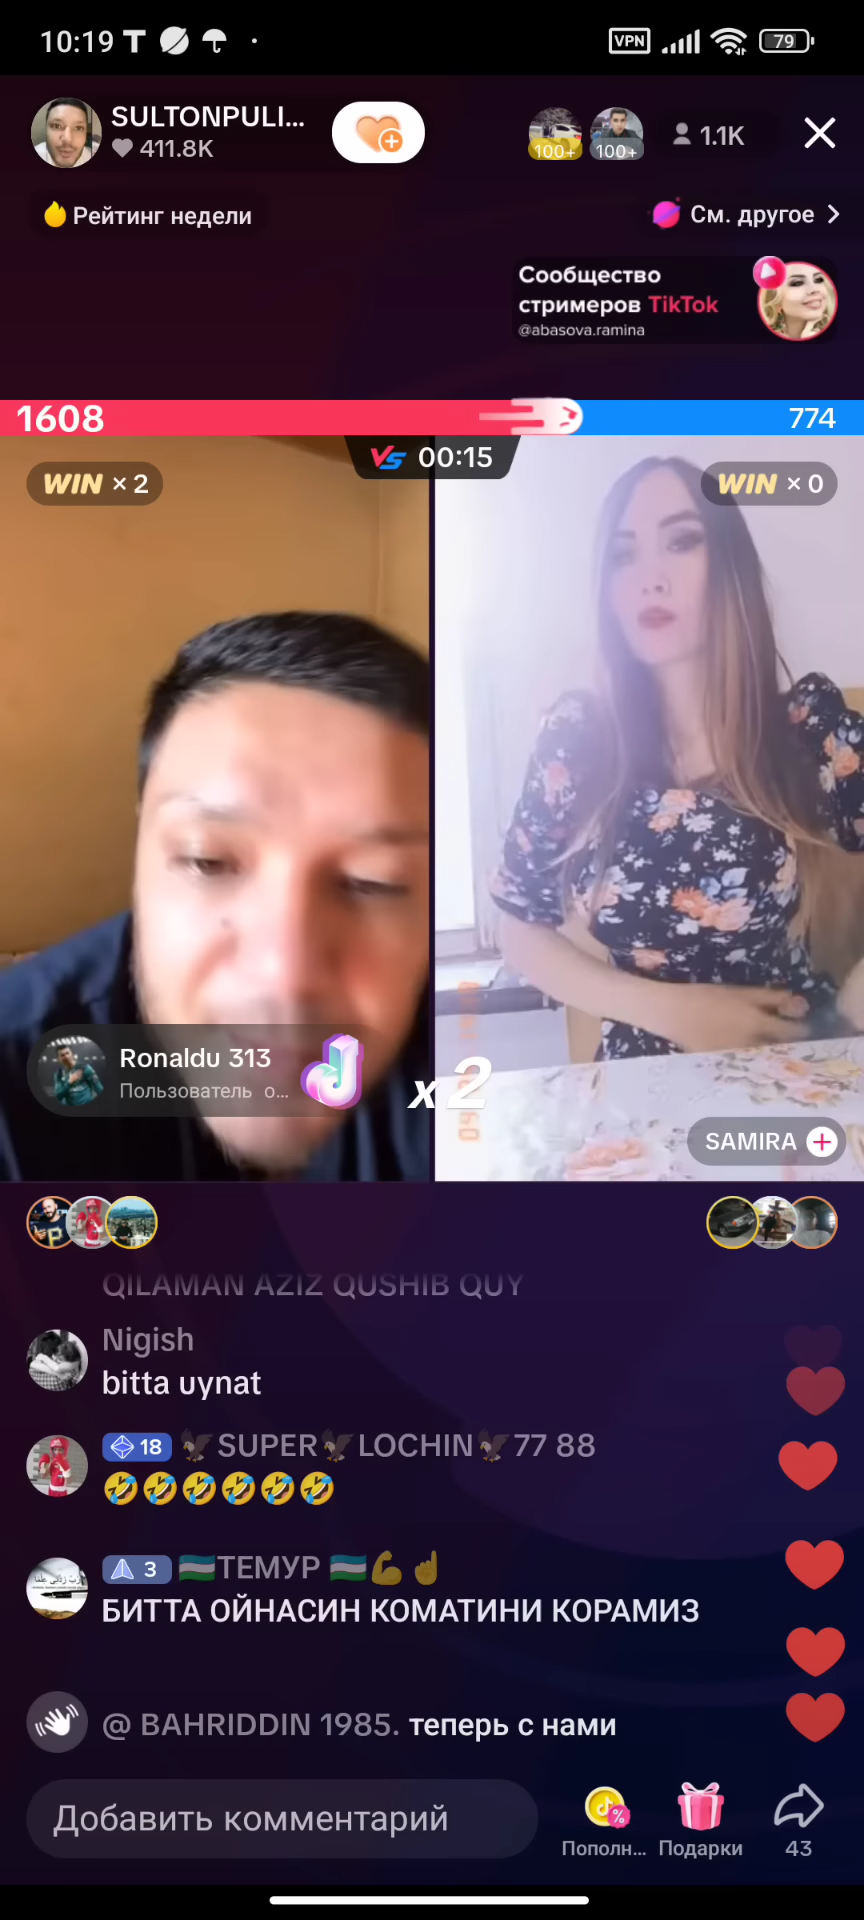 10:19
VPN
79
SULTONPULI...
411.8K
100+
100+
1.1K
Рейтинг недели
См. другое
Сообщество
стримеров TikTok
@abasova.ramina
1608
774
VS 00:15
WIN × 2
WIN × 0
Ronaldu 313
Пользователь о...
x2
SAMIRA
QILAMAN AZIZ QUSHIB QUY
Nigish
bitta uynat
18 🦅SUPER🦅LOCHIN🦅77 88
🤣🤣🤣🤣🤣🤣
3 🇺🇿ТЕМУР 🇺🇿💪☝️
БИТТА ОЙНАСИН КОМАТИНИ КОРАМИЗ
@ BAHRIDDIN 1985. теперь с нами
Добавить комментарий
Пополн...
Подарки
43